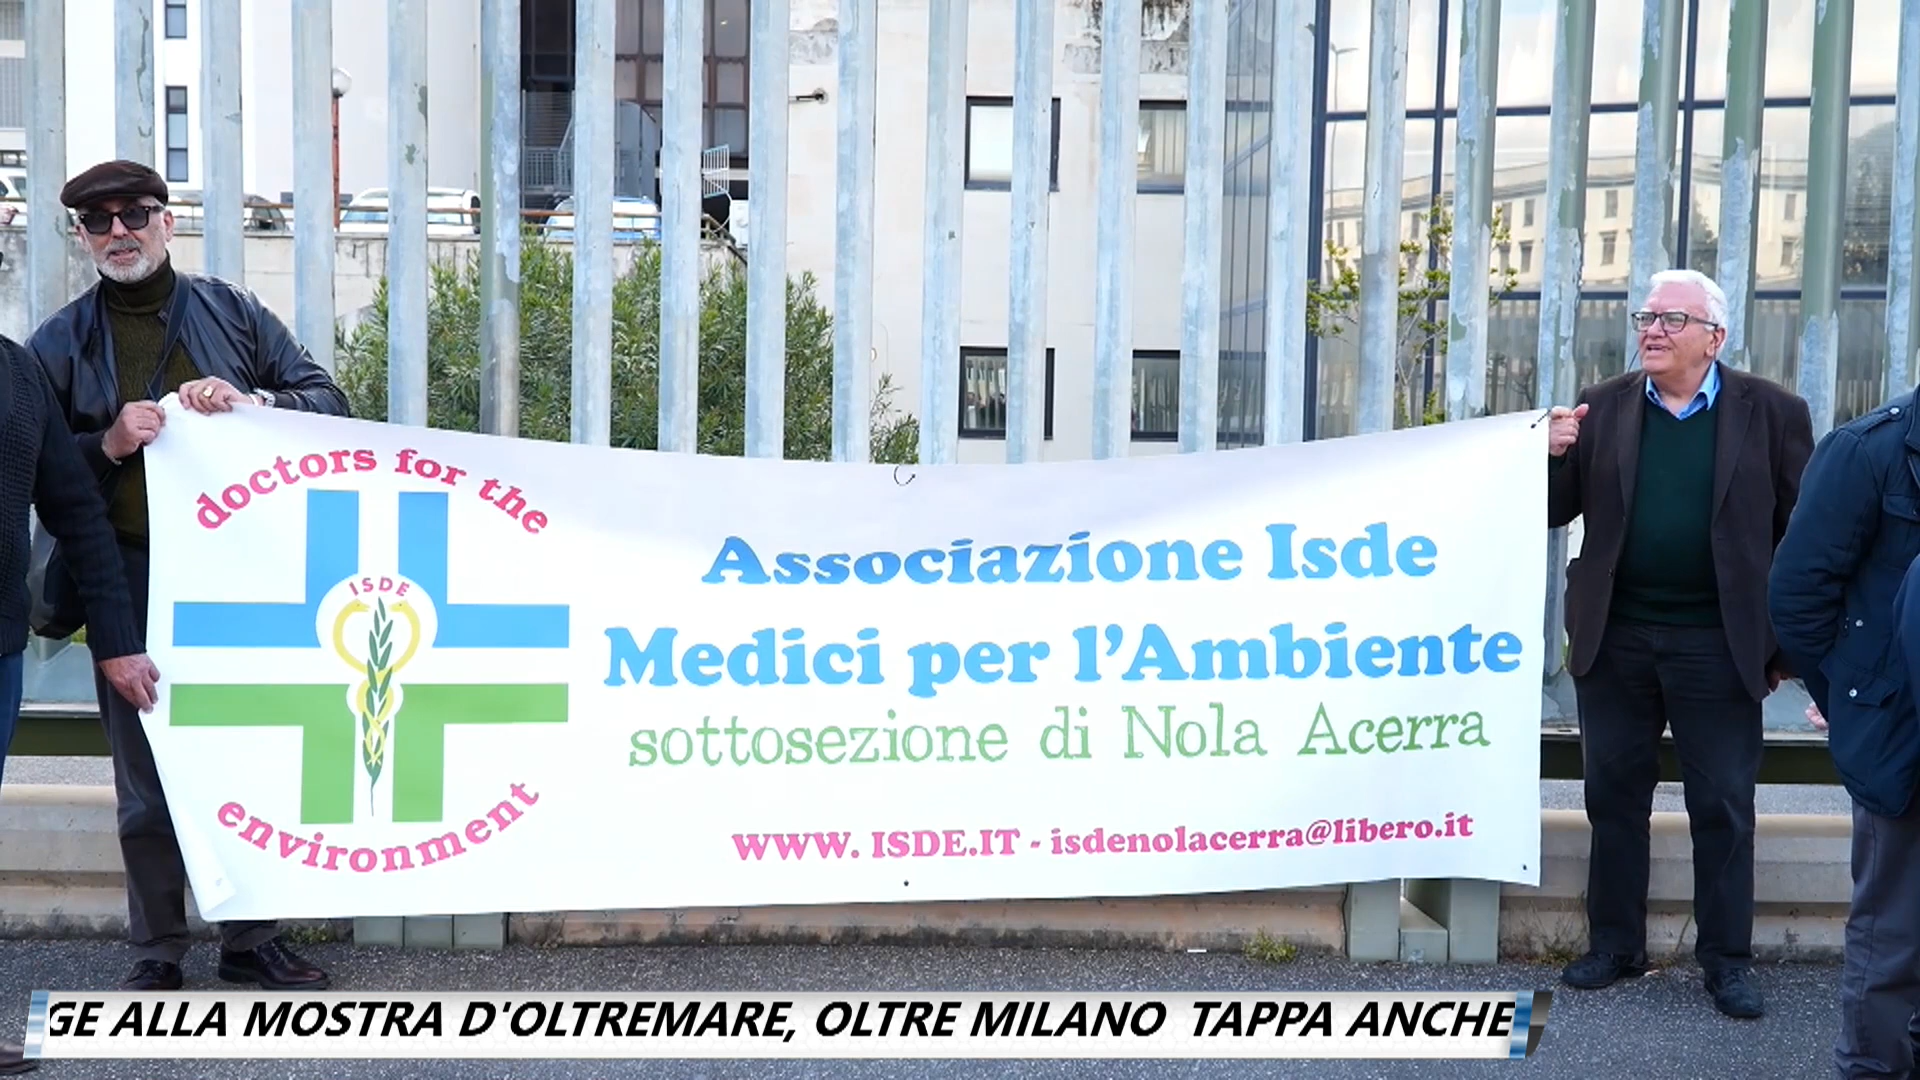 doctors for the
ISDE
environment
Associazione Isde
Medici per l'Ambiente
sottosezione di Nola Acerra
WWW. ISDE.IT - isdenolacerra@libero.it
GE ALLA MOSTRA D'OLTREMARE, OLTRE MILANO TAPPA ANCHE